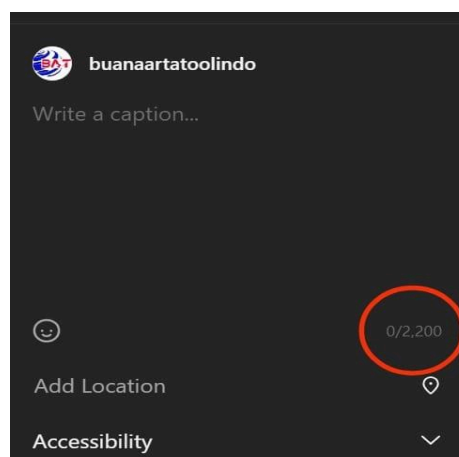 BAT
buanaartatoolindo
Write a caption...
0/2,200
Add Location
Accessibility